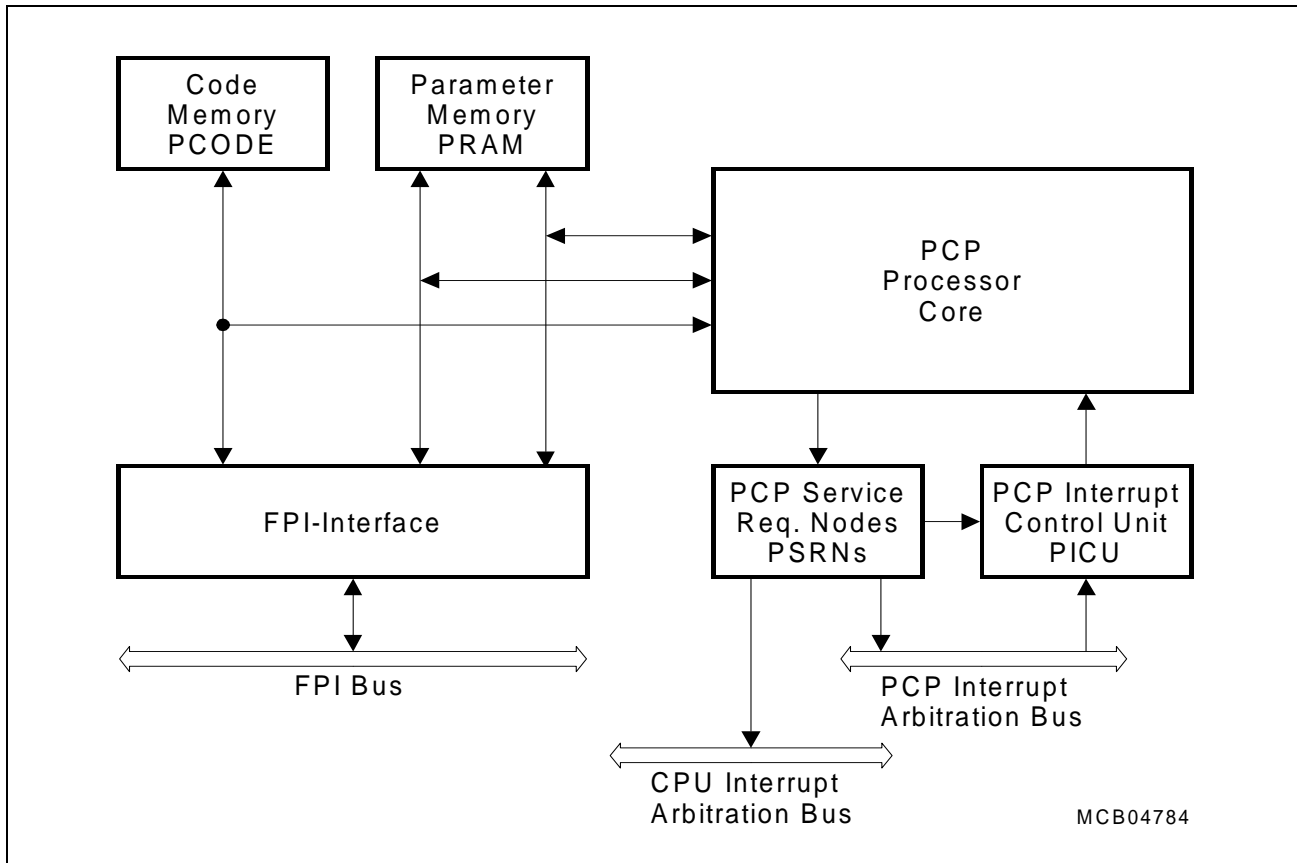 Code
Memory
PCODE
Parameter
Memory
PRAM
PCP
Processor
Core
FPI-Interface
PCP Service
Req. Nodes
PSRNs
PCP Interrupt
Control Unit
PICU
FPI Bus
PCP Interrupt
Arbitration Bus
CPU Interrupt
Arbitration Bus
MCB04784